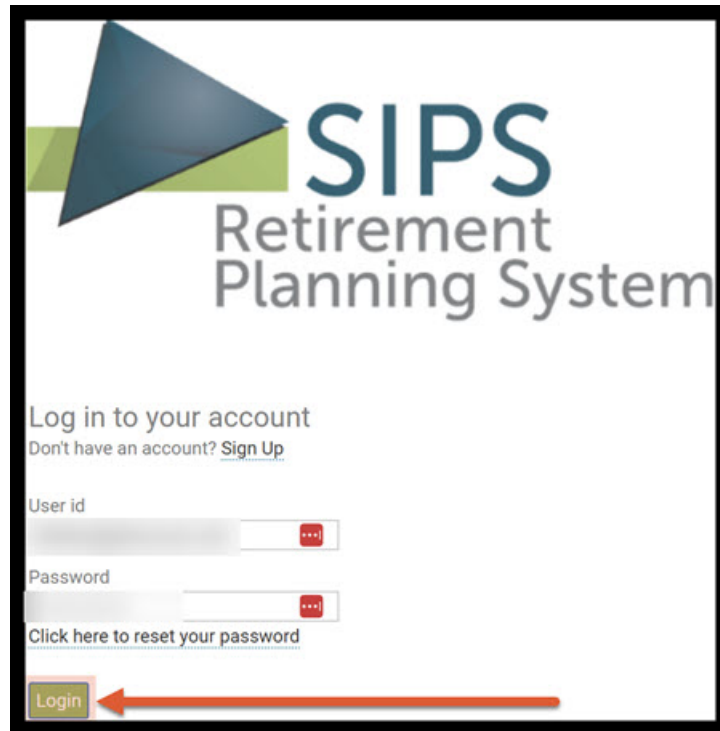 SIPS
Retirement
Planning System
Log in to your account
Don't have an account? Sign Up
User id
Password
Click here to reset your password
Login